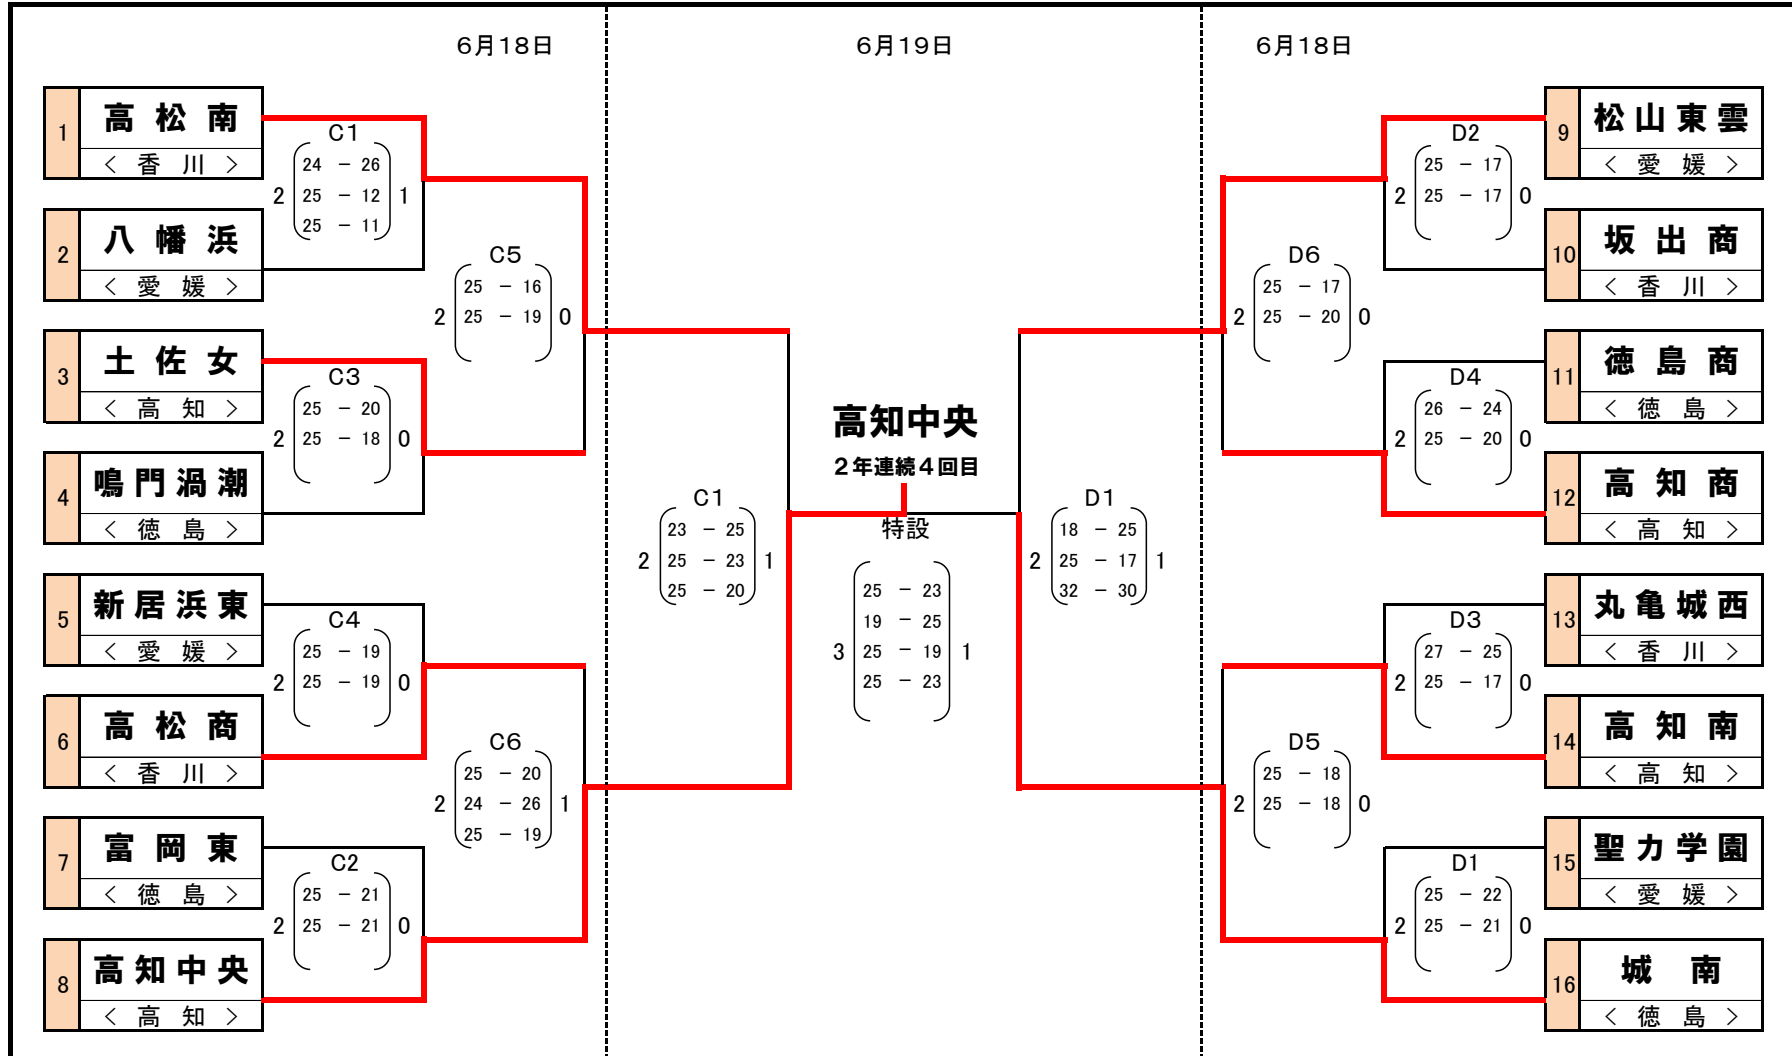 6月18日
6月19日
6月18日
1
高松南
<香川>
2
八幡浜
<愛媛>
3
土佐女
<高知>
4
鳴門渦潮
<徳島>
5
新居浜東
<愛媛>
6
高松商
<香川>
7
富岡東
<徳島>
8
高知中央
<高知>
C1
24 − 26
2 25 − 12 1
25 − 11
C3
25 − 20
2 25 − 18 0
C4
25 − 19
2 25 − 19 0
C2
25 − 21
2 25 − 21 0
C5
25 − 16
2 25 − 19 0
C6
25 − 20
2 24 − 26 1
25 − 19
C1
23 − 25
2 25 − 23 1
25 − 20
高知中央
2年連続4回目
特設
25 − 23
19 − 25
3 25 − 19 1
25 − 23
D1
18 − 25
2 25 − 17 1
32 − 30
D6
25 − 17
2 25 − 20 0
D5
25 − 18
2 25 − 18 0
D2
25 − 17
2 25 − 17 0
D4
26 − 24
2 25 − 20 0
D3
27 − 25
2 25 − 17 0
D1
25 − 22
2 25 − 21 0
9
松山東雲
<愛媛>
10
坂出商
<香川>
11
徳島商
<徳島>
12
高知商
<高知>
13
丸亀城西
<香川>
14
高知南
<高知>
15
聖力学園
<愛媛>
16
城南
<徳島>